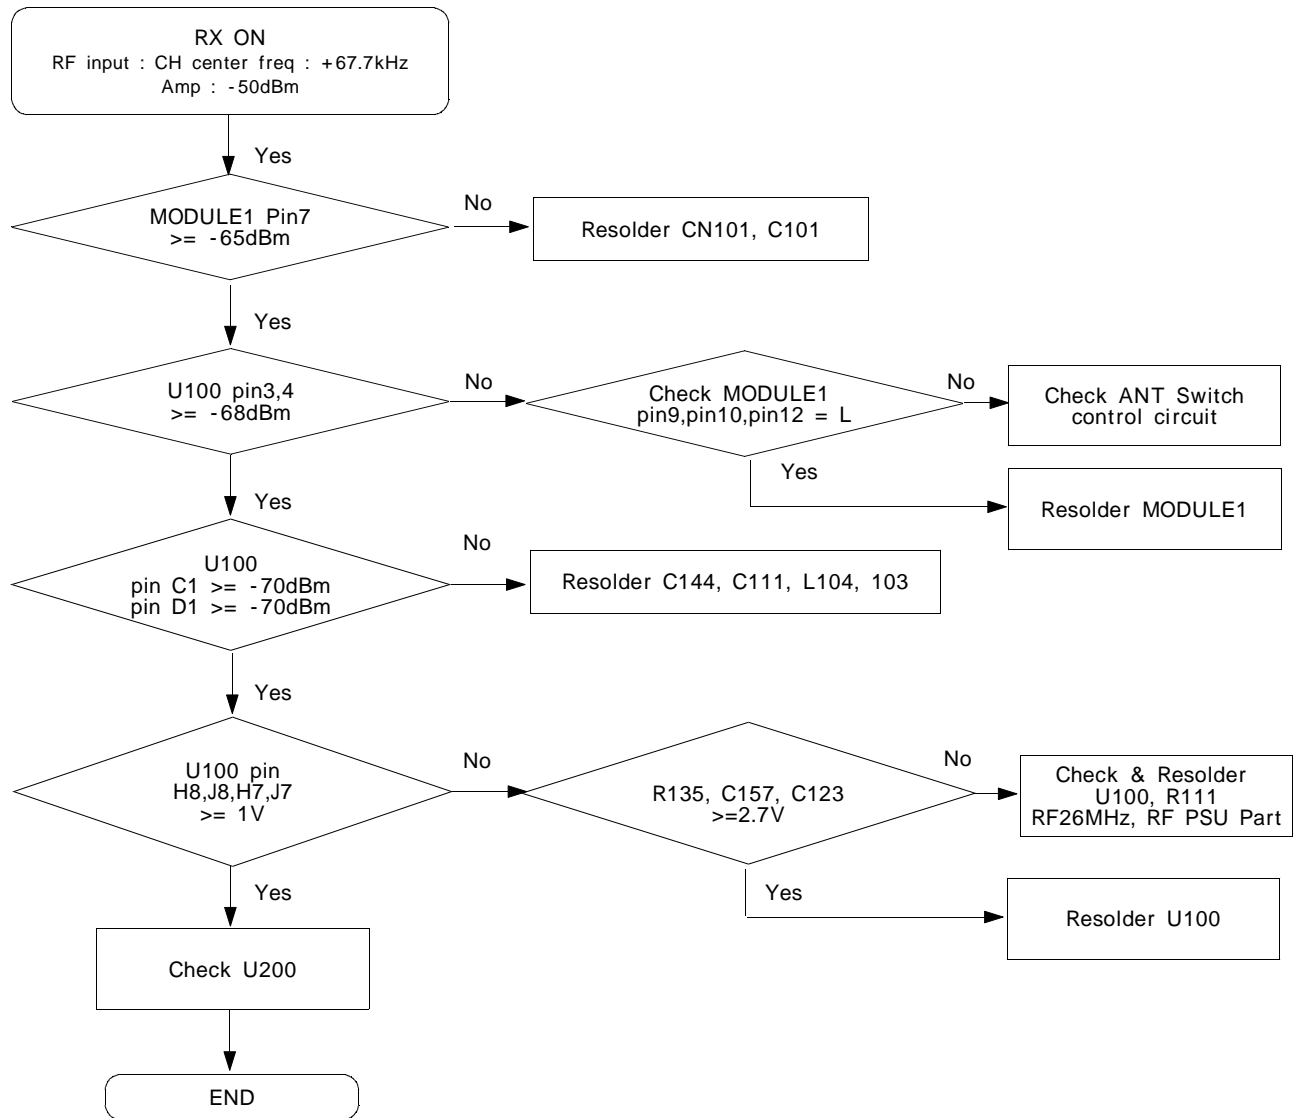 RX ON
RF input : CH center freq : +67.7kHz
Amp : -50dBm
Yes
MODULE1 Pin7
>= -65dBm
No
Resolder CN101, C101
Yes
U100 pin3,4
>= -68dBm
No
Check MODULE1
pin9,pin10,pin12 = L
No
Check ANT Switch
control circuit
Yes
Resolder MODULE1
Yes
U100
pin C1 >= -70dBm
pin D1 >= -70dBm
No
Resolder C144, C111, L104, 103
Yes
U100 pin
H8,J8,H7,J7
>= 1V
No
R135, C157, C123
>=2.7V
No
Check & Resolder
U100, R111
RF26MHz, RF PSU Part
Yes
Resolder U100
Yes
Check U200
END